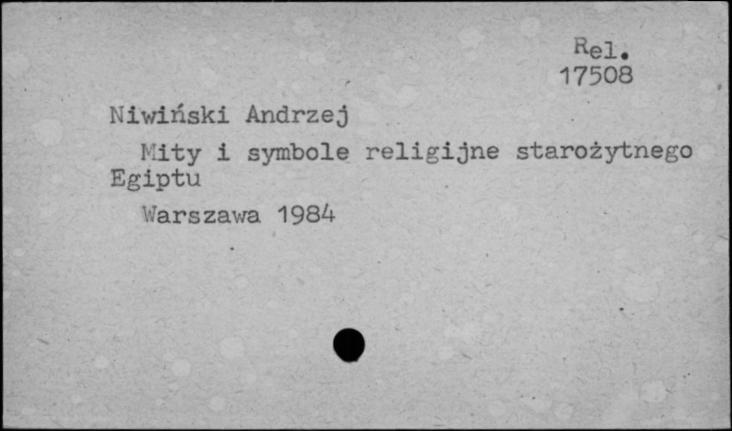 Rel.
17508
Niwiński Andrzej
Mity i symbole religijne starożytnego
Egiptu
Warszawa 1984